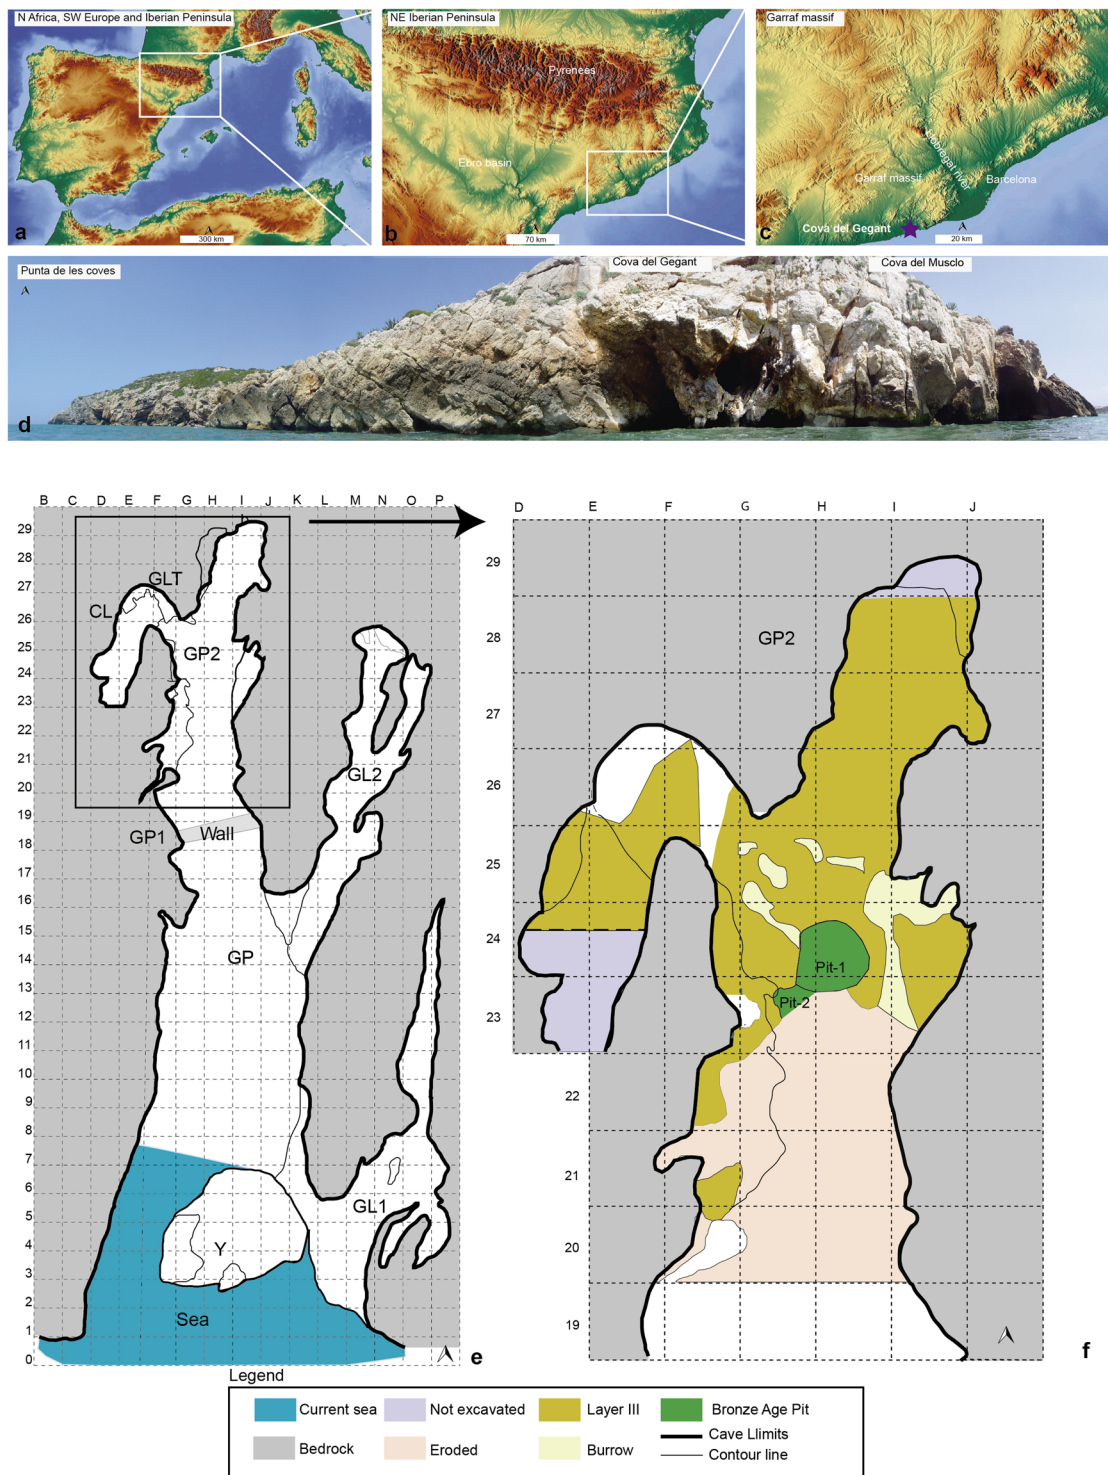 N Africa, SW Europe and Iberian Peninsula
300 km
a
NE Iberian Peninsula
Pyrenees
Ebro basin
70 km
b
Garraf massif
Llobregat river
Garraf massif
Barcelona
Cova del Gegant
20 km
c
Punta de les coves
Cova del Gegant
Cova del Musclo
d
B C D E F G H I J K L M N O P
29
28
27
26
25
24
23
22
21
20
19
18
17
16
15
14
13
12
11
10
9
8
7
6
5
4
3
2
1
0
GLT
CL
GP2
GL2
GP1
Wall
GP
GL1
Y
Sea
e
D E F G H I J
29
28
27
26
25
24
23
22
21
20
19
GP2
Pit-1
Pit-2
f
Legend
Current sea
Not excavated
Layer III
Bronze Age Pit
Bedrock
Eroded
Burrow
Cave Llimits
Contour line